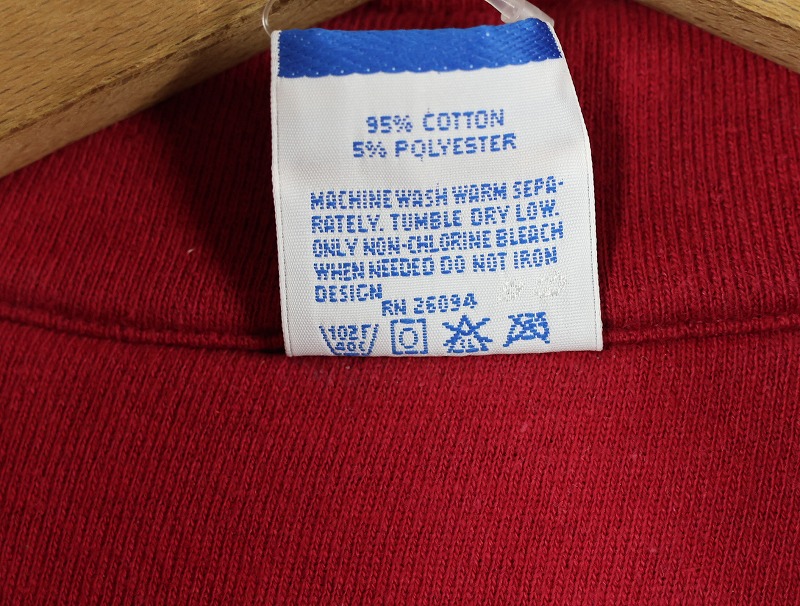 95% COTTON
5% POLYESTER
MACHINE WASH WARM SEPA-
RATELY. TUMBLE DRY LOW.
ONLY NON-CHLORINE BLEACH
WHEN NEEDED DO NOT IRON
DESIGN
RN 26094
102F
40C